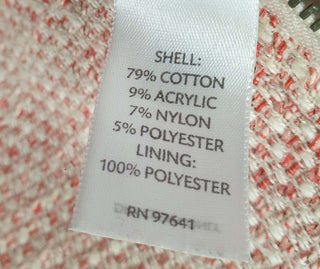 SHELL:
79% COTTON
9% ACRYLIC
7% NYLON
5% POLYESTER
LINING:
100% POLYESTER
RN 97641